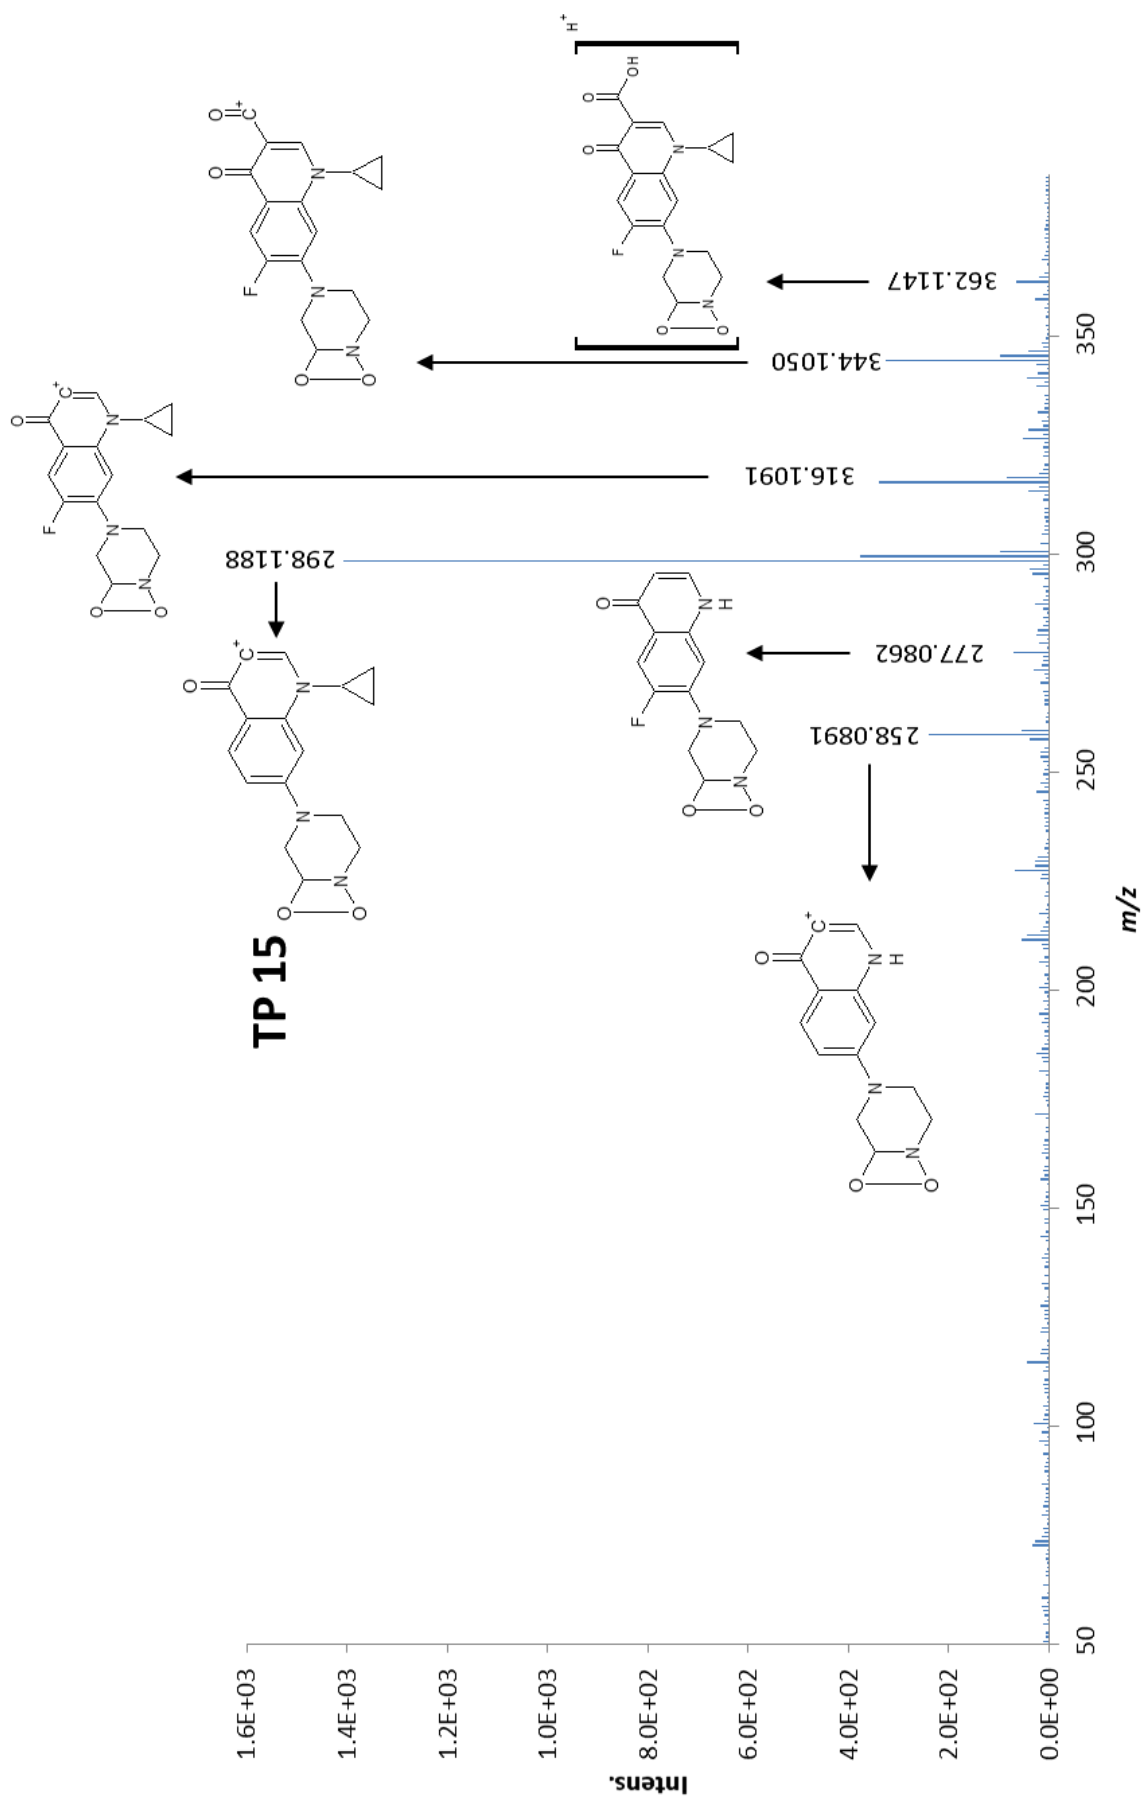 TP 15
Intens.
1.6E+03
1.4E+03
1.2E+03
1.0E+03
8.0E+02
6.0E+02
4.0E+02
2.0E+02
0.0E+00
50
100
150
200
250
300
350
m/z
258.0891
277.0862
298.1188
316.1091
344.1050
362.1147
O
O
N
N
O
C+
N
H
O
O
N
N
F
O
N
H
O
O
N
N
O
C+
N
O
O
N
N
F
O
C+
N
O
O
N
N
F
O
O
C+
N
O
O
N
N
F
O
O
OH
N
H+